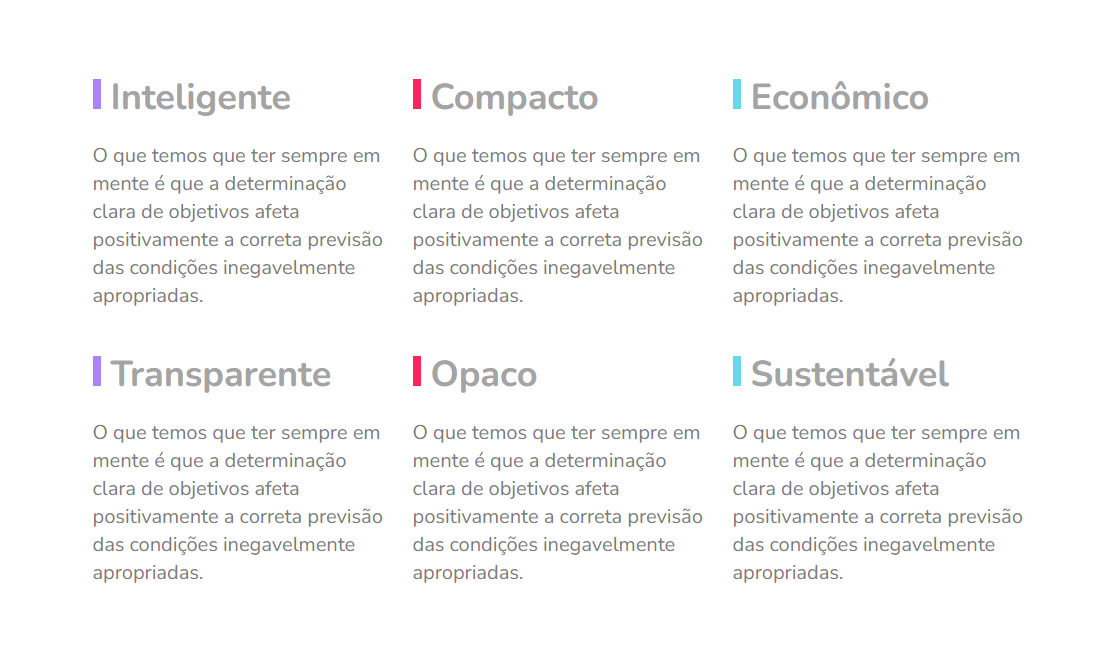 Inteligente
O que temos que ter sempre em
mente é que a determinação
clara de objetivos afeta
positivamente a correta previsão
das condições inegavelmente
apropriadas.
Compacto
O que temos que ter sempre em
mente é que a determinação
clara de objetivos afeta
positivamente a correta previsão
das condições inegavelmente
apropriadas.
Econômico
O que temos que ter sempre em
mente é que a determinação
clara de objetivos afeta
positivamente a correta previsão
das condições inegavelmente
apropriadas.
Transparente
O que temos que ter sempre em
mente é que a determinação
clara de objetivos afeta
positivamente a correta previsão
das condições inegavelmente
apropriadas.
Opaco
O que temos que ter sempre em
mente é que a determinação
clara de objetivos afeta
positivamente a correta previsão
das condições inegavelmente
apropriadas.
Sustentável
O que temos que ter sempre em
mente é que a determinação
clara de objetivos afeta
positivamente a correta previsão
das condições inegavelmente
apropriadas.